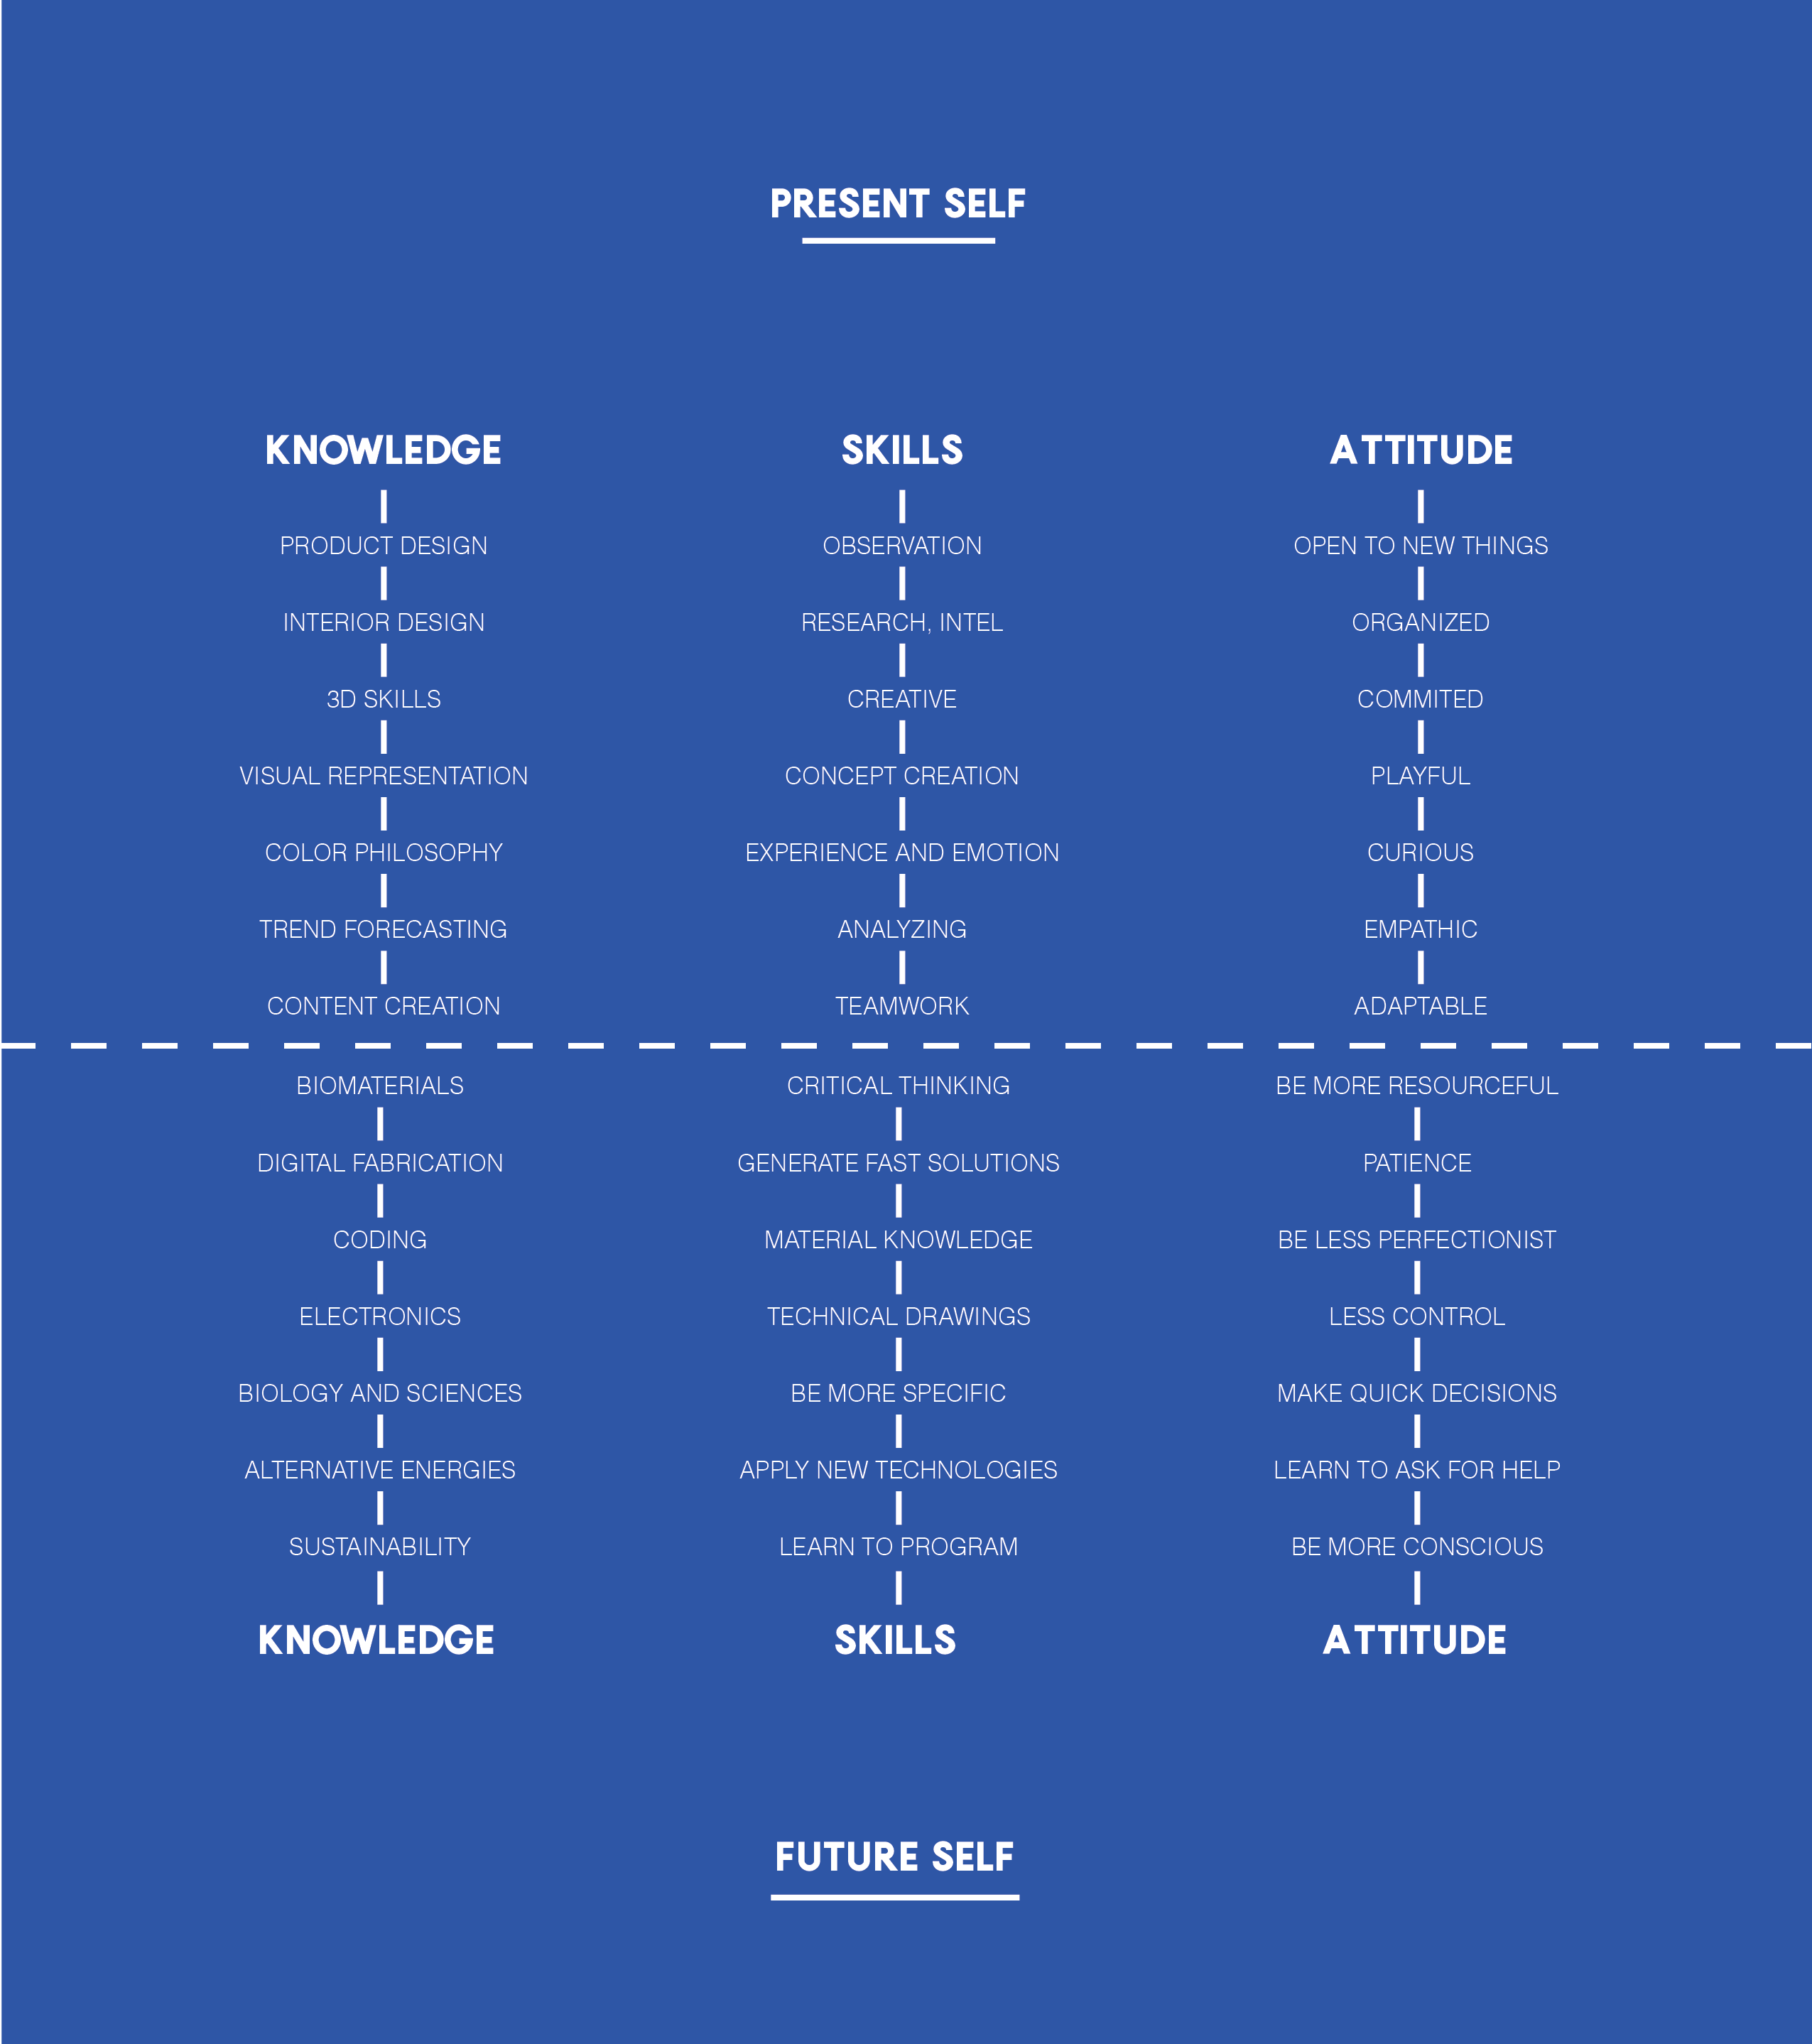 PRESENT SELF
KNOWLEDGE
SKILLS
ATTITUDE
PRODUCT DESIGN
OBSERVATION
OPEN TO NEW THINGS
INTERIOR DESIGN
RESEARCH, INTEL
ORGANIZED
3D SKILLS
CREATIVE
COMMITED
VISUAL REPRESENTATION
CONCEPT CREATION
PLAYFUL
COLOR PHILOSOPHY
EXPERIENCE AND EMOTION
CURIOUS
TREND FORECASTING
ANALYZING
EMPATHIC
CONTENT CREATION
TEAMWORK
ADAPTABLE
BIOMATERIALS
CRITICAL THINKING
BE MORE RESOURCEFUL
DIGITAL FABRICATION
GENERATE FAST SOLUTIONS
PATIENCE
CODING
MATERIAL KNOWLEDGE
BE LESS PERFECTIONIST
ELECTRONICS
TECHNICAL DRAWINGS
LESS CONTROL
BIOLOGY AND SCIENCES
BE MORE SPECIFIC
MAKE QUICK DECISIONS
ALTERNATIVE ENERGIES
APPLY NEW TECHNOLOGIES
LEARN TO ASK FOR HELP
SUSTAINABILITY
LEARN TO PROGRAM
BE MORE CONSCIOUS
KNOWLEDGE
SKILLS
ATTITUDE
FUTURE SELF